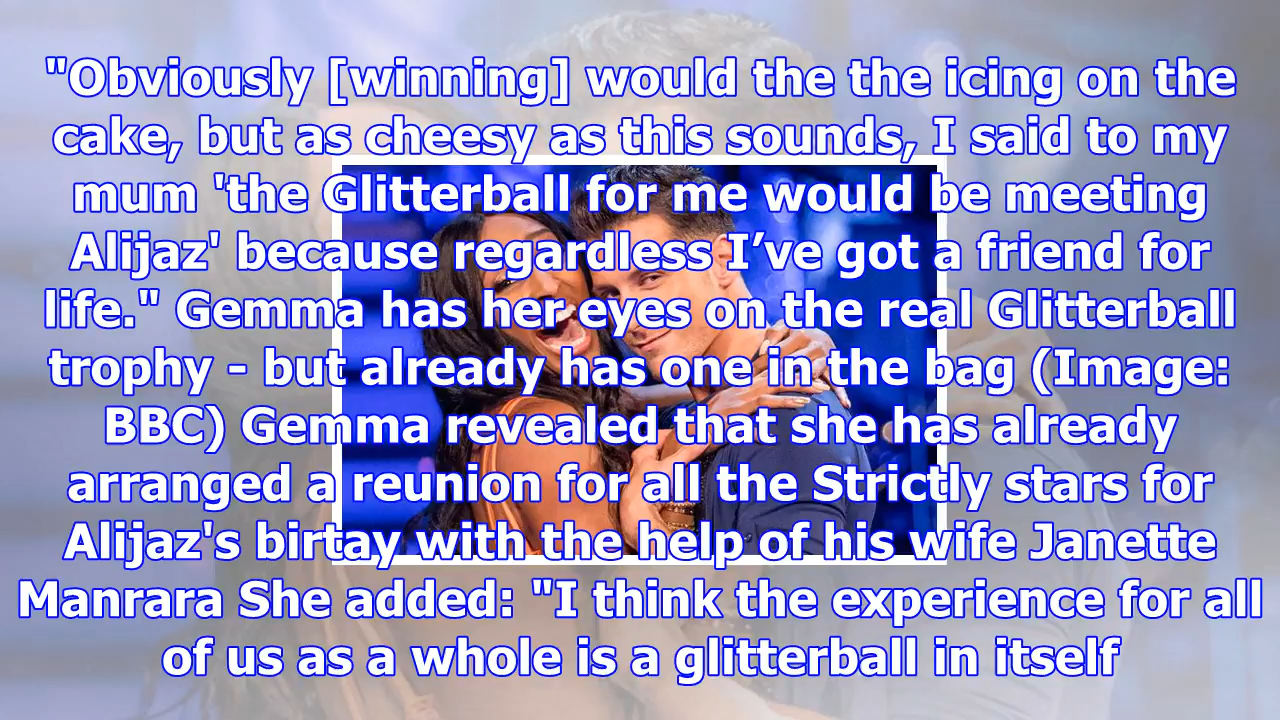 "Obviously [winning] would the the icing on the
cake, but as cheesy as this sounds, I said to my
mum 'the Glitterball for me would be meeting
Alijaz' because regardless I’ve got a friend for
life." Gemma has her eyes on the real Glitterball
trophy - but already has one in the bag (Image:
BBC) Gemma revealed that she has already
arranged a reunion for all the Strictly stars for
Alijaz's birtay with the help of his wife Janette
Manrara She added: "I think the experience for all
of us as a whole is a glitterball in itself